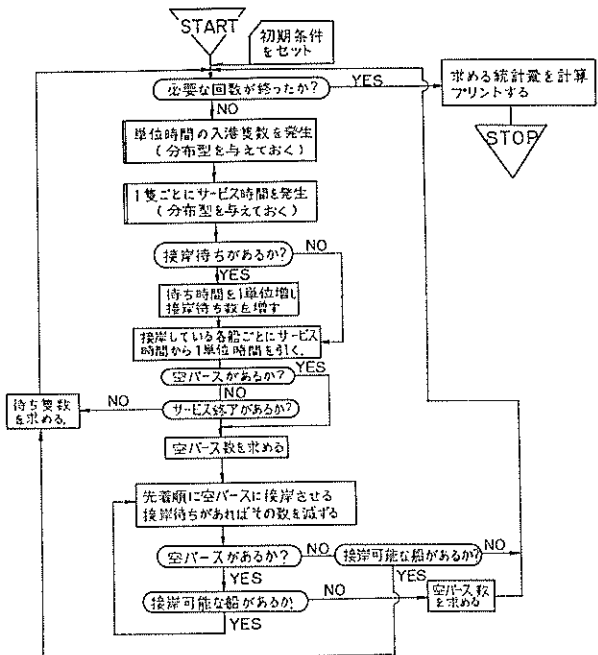 START
初期条件
をセット
必要な回数が終ったか?
YES
求める統計量を計算
プリントする
STOP
NO
単位時間の入港隻数を発生
(分布型を与えておく)
1隻ごとにサービス時間を発生
(分布型を与えておく)
接岸待ちがあるか?
NO
YES
待ち時間を1単位増し
接岸待ち数を増す
接岸している各船ごとにサービス
時間から1単位時間を引く.
空バースがあるか?
YES
NO
サービス終了があるか?
NO
待ち隻数
を求める.
空バース数を求める
先着順に空バースに接岸させる
接岸待ちがあればその数を減ずる
空バースがあるか?
NO
接岸可能な船があるか?
NO
YES
YES
接岸可能な船があるか?
NO
空バース数
を求める
YES